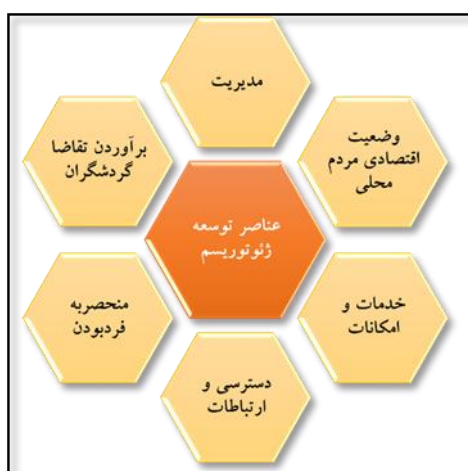 مدیریت
وضعیت
اقتصادی مردم
محلی
خدمات و
امکانات
دسترسی و
ارتباطات
منحصربه
فردبودن
برآوردن تقاضا
گردشگران
عناصر توسعه
ژئوتوریسم